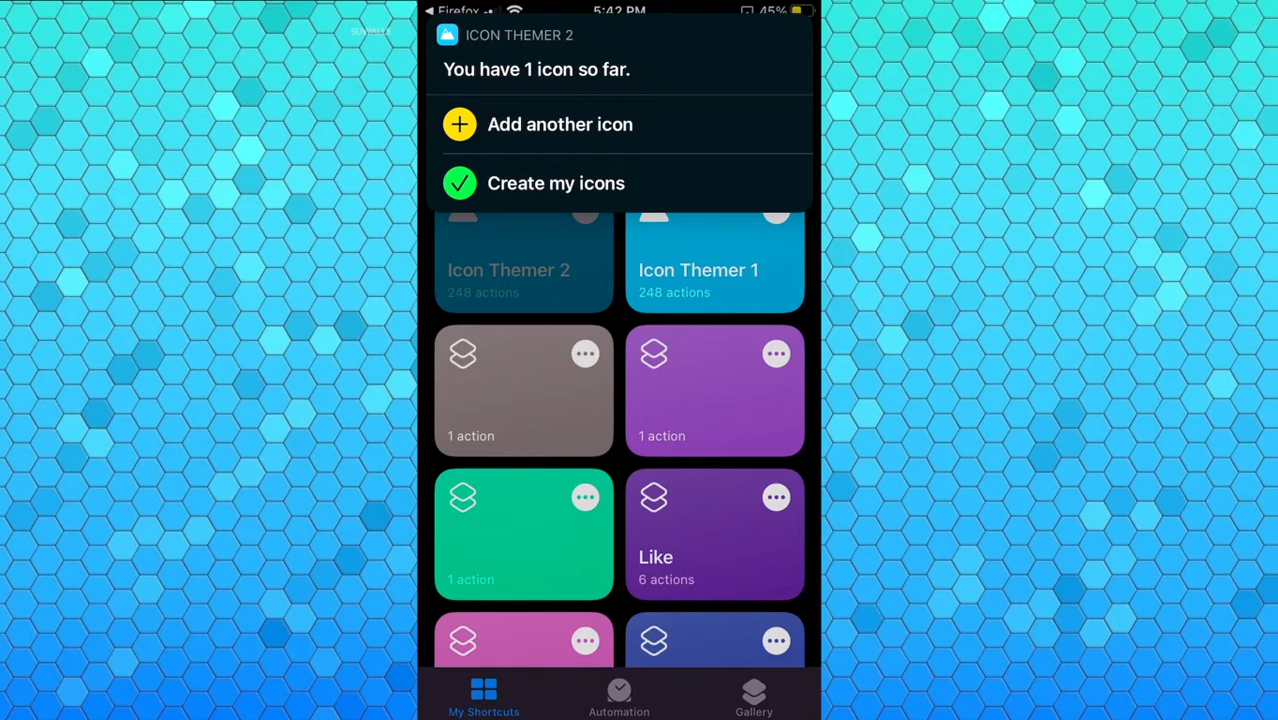 Firefox
5:42 PM
45%
ICON THEMER 2
You have 1 icon so far.
Add another icon
Create my icons
Icon Themer 2
248 actions
Icon Themer 1
248 actions
1 action
1 action
1 action
Like
6 actions
My Shortcuts
Automation
Gallery